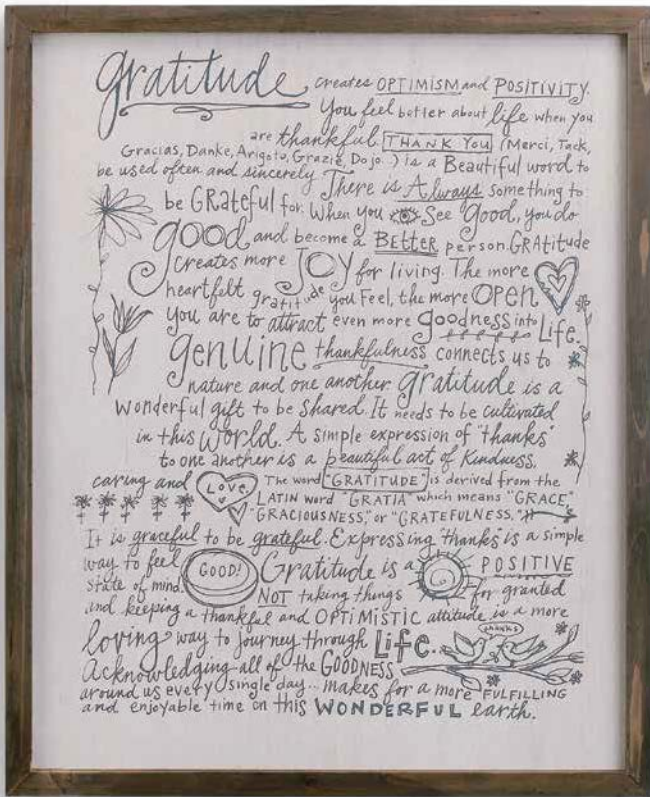 gratitude creates OPTIMISM and POSITIVITY.
You feel better about life when you
are thankful. THANK YOU (Merci, Tack,
Gracias, Danke, Arigoto, Grazie, Dojo..) is a Beautiful word to
be used often and sincerely There is Always something to
be GRAteful for. When you See good, you do
good and become a BETTER person. GRAtitude
creates more JOY for living. The more
heartfelt gratitude you Feel, the more OPEN
you are to attract even more goodness into Life.
genuine thankfulness connects us to
nature and one another. gratitude is a
wonderful gift to be Shared. It needs to be cultivated
in this world. A simple expression of "thanks"
to one another is a beautiful act of Kindness,
caring and Love. The word "GRATITUDE" is derived from the
LATIN word "GRATIA" which means "GRACE",
"GRACIOUSNESS," or "GRATEFULNESS."
It is graceful to be grateful. Expressing "thanks" is a simple
way to feel GOOD! Gratitude is a POSITIVE
state of mind. NOT taking things for granted
and keeping a thankful and OPTiMiSTIC attitude is a more
loving way to journey through Life. THANKS
Acknowledging all of the GOODNESS
around us every single day... makes for a more FULFILLING
and enjoyable time on this WONDERFUL earth.